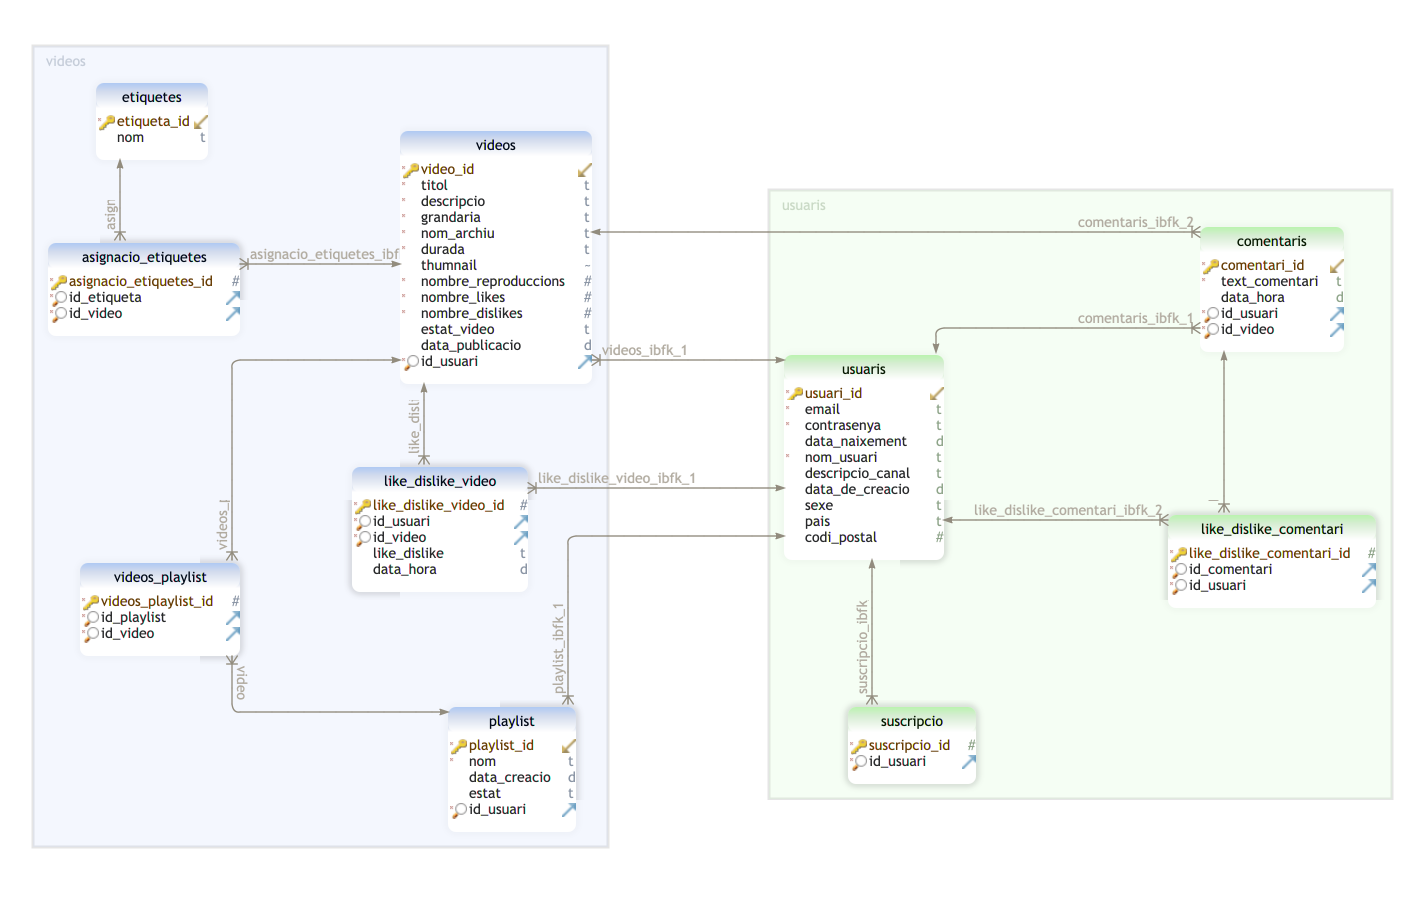 videos
etiquetes
etiqueta_id
nom t
asign
asignacio_etiquetes
asignacio_etiquetes_id #
id_etiqueta
id_video
asignacio_etiquetes_ibf
videos
video_id
titol t
descripcio t
grandaria t
nom_archiu t
durada t
thumnail ~
nombre_reproduccions #
nombre_likes #
nombre_dislikes #
estat_video t
data_publicacio d
id_usuari
videos_ibfk_1
like_disli
like_dislike_video
like_dislike_video_id #
id_usuari
id_video
like_dislike t
data_hora d
like_dislike_video_ibfk_1
videos_
videos_playlist
videos_playlist_id #
id_playlist
id_video
video
playlist_ibfk_1
playlist
playlist_id
nom t
data_creacio d
estat t
id_usuari
usuaris
comentaris_ibfk_2
comentaris
comentari_id
text_comentari t
data_hora d
id_usuari
id_video
comentaris_ibfk_1
usuaris
usuari_id
email t
contrasenya t
data_naixement d
nom_usuari t
descripcio_canal t
data_de_creacio d
sexe t
pais t
codi_postal #
like_dislike_comentari_ibfk_2
like_dislike_comentari
like_dislike_comentari_id #
id_comentari
id_usuari
suscripcio_ibfk
suscripcio
suscripcio_id #
id_usuari